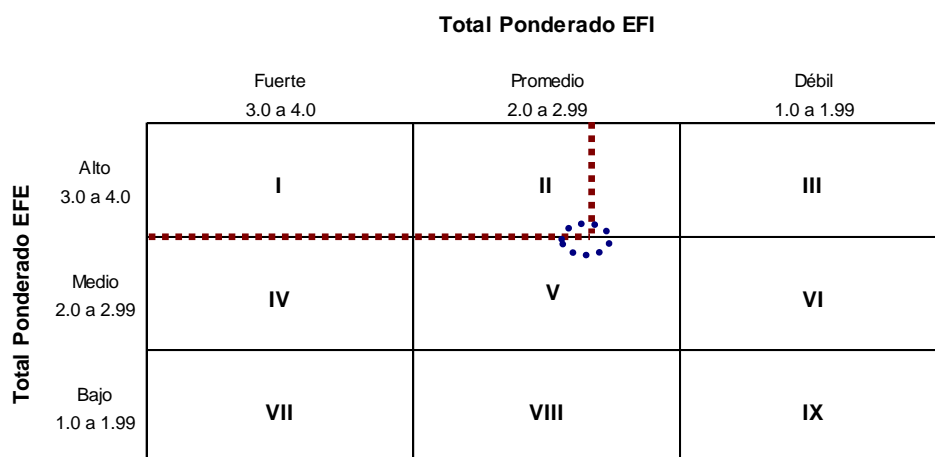 Total Ponderado EFI
Fuerte
3.0 a 4.0
Promedio
2.0 a 2.99
Débil
1.0 a 1.99
Total Ponderado EFE
Alto
3.0 a 4.0
I
II
III
Medio
2.0 a 2.99
IV
V
VI
Bajo
1.0 a 1.99
VII
VIII
IX